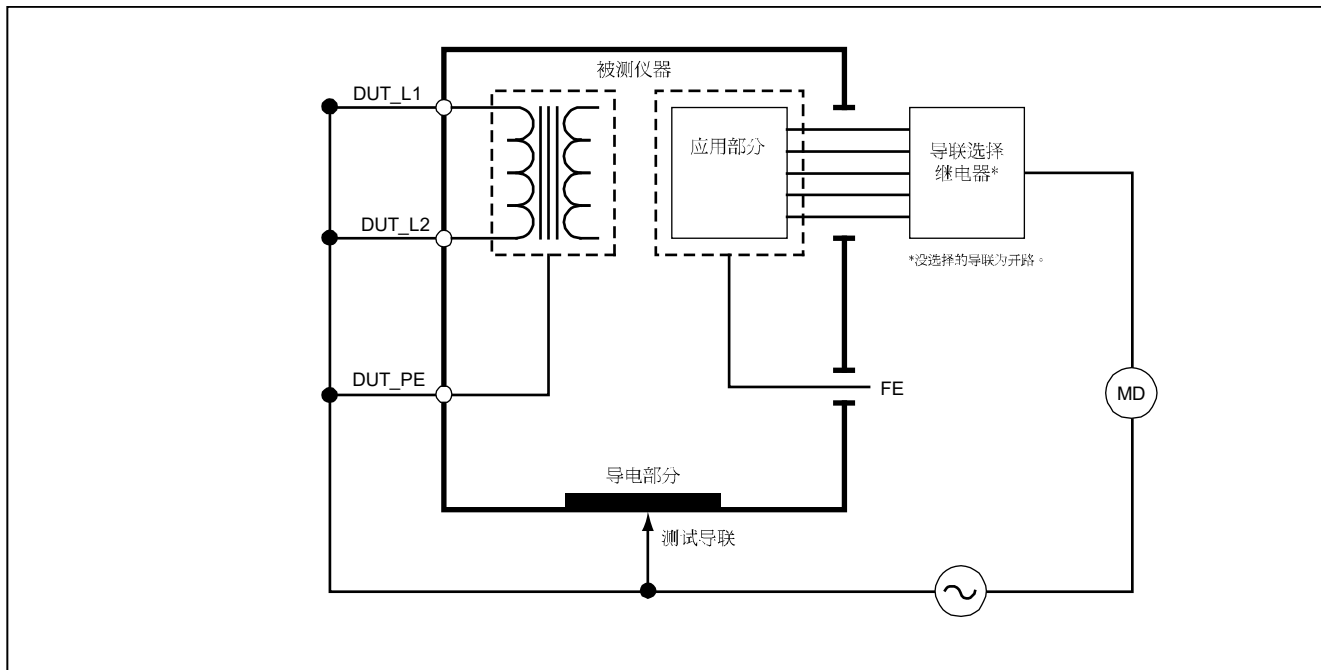 被测仪器
DUT_L1
应用部分
导联选择
继电器*
DUT_L2
*没选择的导联为开路。
DUT_PE
FE
MD
导电部分
测试导联